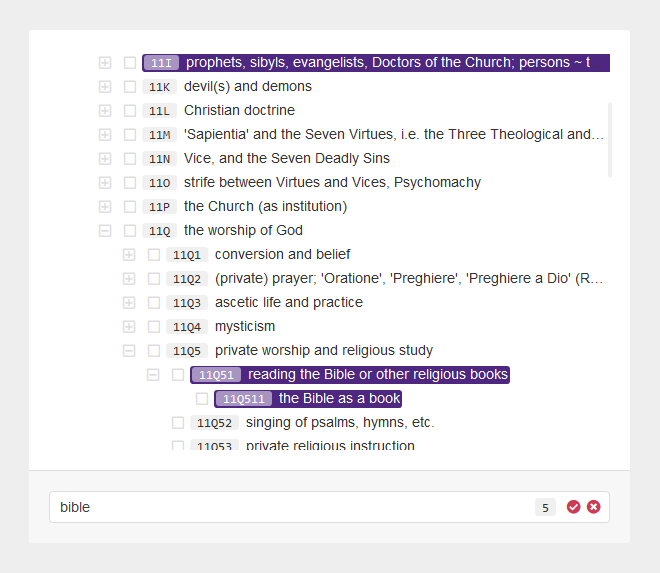 11I prophets, sibyls, evangelists, Doctors of the Church; persons ~ t
11K devil(s) and demons
11L Christian doctrine
11M 'Sapientia' and the Seven Virtues, i.e. the Three Theological and...
11N Vice, and the Seven Deadly Sins
11O strife between Virtues and Vices, Psychomachy
11P the Church (as institution)
11Q the worship of God
11Q1 conversion and belief
11Q2 (private) prayer; 'Oratione', 'Preghiere', 'Preghiere a Dio' (R...
11Q3 ascetic life and practice
11Q4 mysticism
11Q5 private worship and religious study
11Q51 reading the Bible or other religious books
11Q511 the Bible as a book
11Q52 singing of psalms, hymns, etc.
11Q53 private religious instruction
bible 5